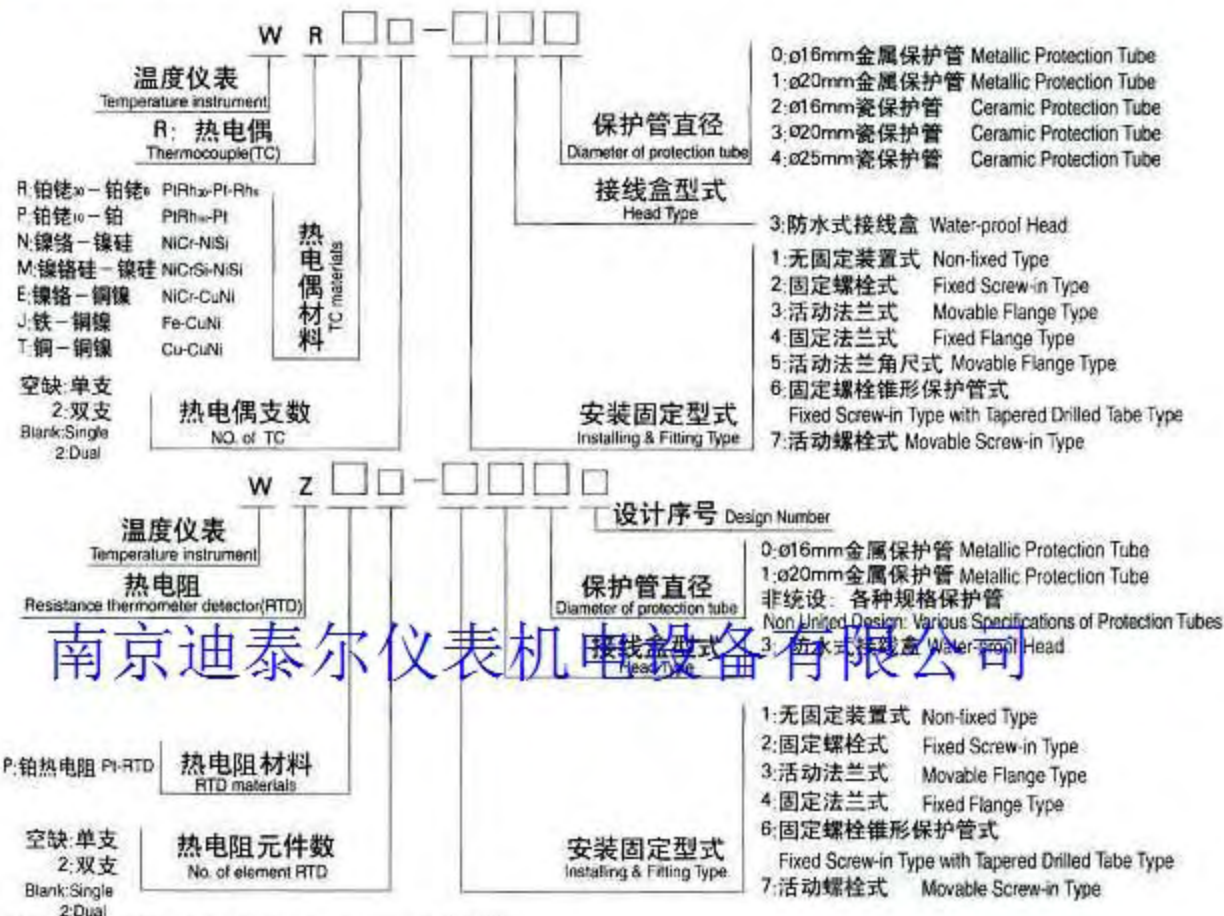 W R □ □ — □ □ □
温度仪表
Temperature instrument
R: 热电偶
Thermocouple(TC)
R:铂铑30－铂铑6 PtRh30-Pt-Rh6
P:铂铑10－铂 PtRh10-Pt
N:镍铬－镍硅 NiCr-NiSi
M:镍铬硅－镍硅 NiCrSi-NiSi
E:镍铬－铜镍 NiCr-CuNi
J:铁－铜镍 Fe-CuNi
T:铜－铜镍 Cu-CuNi
热电偶材料
TC materials
空缺:单支
2:双支
Blank:Single
2:Dual
热电偶支数
NO. of TC
保护管直径
Diameter of protection tube
0:ø16mm金属保护管 Metallic Protection Tube
1:ø20mm金属保护管 Metallic Protection Tube
2:ø16mm瓷保护管 Ceramic Protection Tube
3:ø20mm瓷保护管 Ceramic Protection Tube
4:ø25mm瓷保护管 Ceramic Protection Tube
接线盒型式
Head Type
3:防水式接线盒 Water-proof Head
安装固定型式
Installing & Fitting Type
1:无固定装置式 Non-fixed Type
2:固定螺栓式 Fixed Screw-in Type
3:活动法兰式 Movable Flange Type
4:固定法兰式 Fixed Flange Type
5:活动法兰角尺式 Movable Flange Type
6:固定螺栓锥形保护管式
Fixed Screw-in Type with Tapered Drilled Tabe Type
7:活动螺栓式 Movable Screw-in Type
W Z □ □ — □ □ □ □
温度仪表
Temperature instrument
热电阻
Resistance thermometer detector(RTD)
设计序号 Design Number
保护管直径
Diameter of protection tube
0:ø16mm金属保护管 Metallic Protection Tube
1:ø20mm金属保护管 Metallic Protection Tube
非统设: 各种规格保护管
Non United Design: Various Specifications of Protection Tubes
南京迪泰尔仪表机电设备有限公司
接线盒型式
Head Type
3:防水式接线盒 Water-proof Head
P:铂热电阻 Pt-RTD
热电阻材料
RTD materials
空缺:单支
2:双支
Blank:Single
2:Dual
热电阻元件数
No. of element RTD
安装固定型式
Installing & Fitting Type
1:无固定装置式 Non-fixed Type
2:固定螺栓式 Fixed Screw-in Type
3:活动法兰式 Movable Flange Type
4:固定法兰式 Fixed Flange Type
6:固定螺栓锥形保护管式
Fixed Screw-in Type with Tapered Drilled Tabe Type
7:活动螺栓式 Movable Screw-in Type